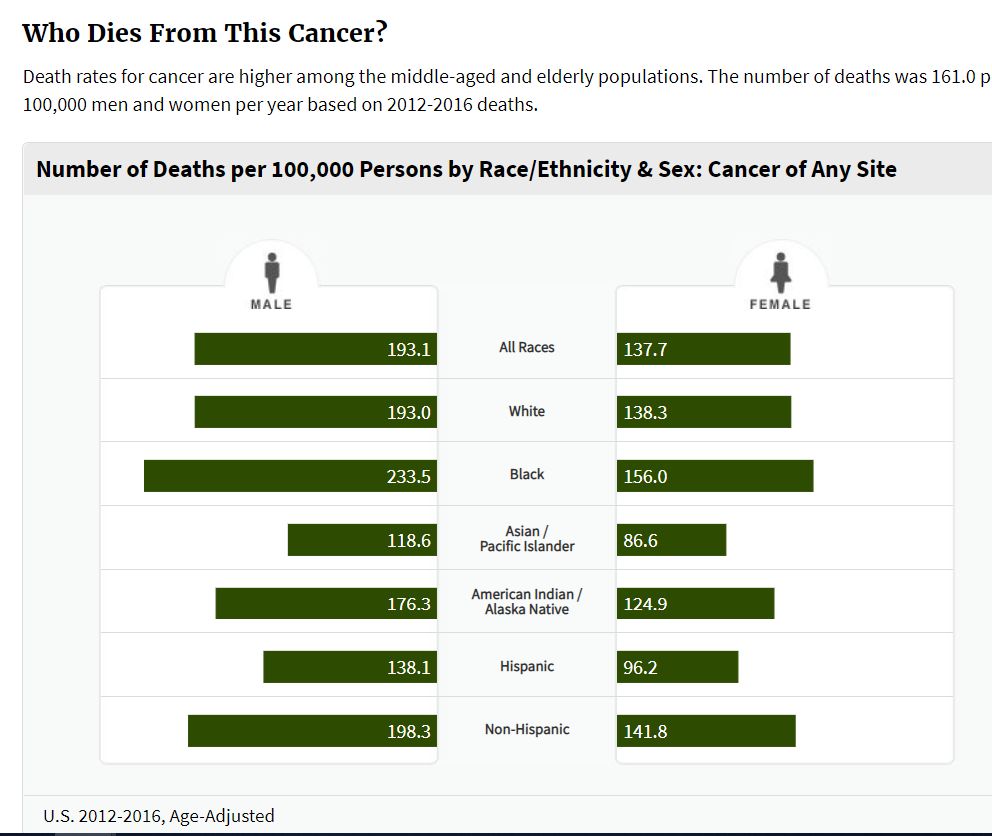 Who Dies From This Cancer?
Death rates for cancer are higher among the middle-aged and elderly populations. The number of deaths was 161.0 p
100,000 men and women per year based on 2012-2016 deaths.
Number of Deaths per 100,000 Persons by Race/Ethnicity & Sex: Cancer of Any Site
MALE FEMALE
193.1 All Races 137.7
193.0 White 138.3
233.5 Black 156.0
118.6 Asian / Pacific Islander 86.6
176.3 American Indian / Alaska Native 124.9
138.1 Hispanic 96.2
198.3 Non-Hispanic 141.8
U.S. 2012-2016, Age-Adjusted